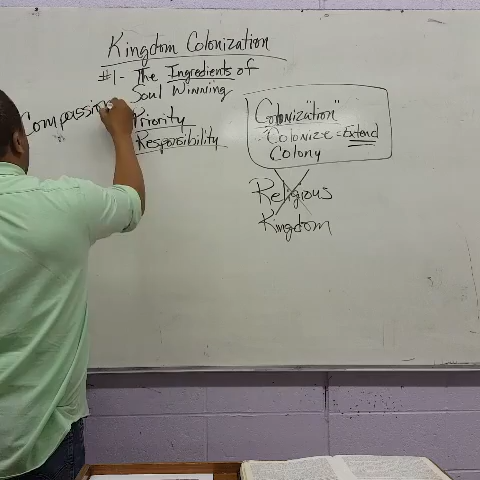 Kingdom Colonization
#1- The Ingredients of
Soul Winning
Compassion
Priority
Responsibility
Colonization"
Colonize = Extend
Colony
Religious
Kingdom